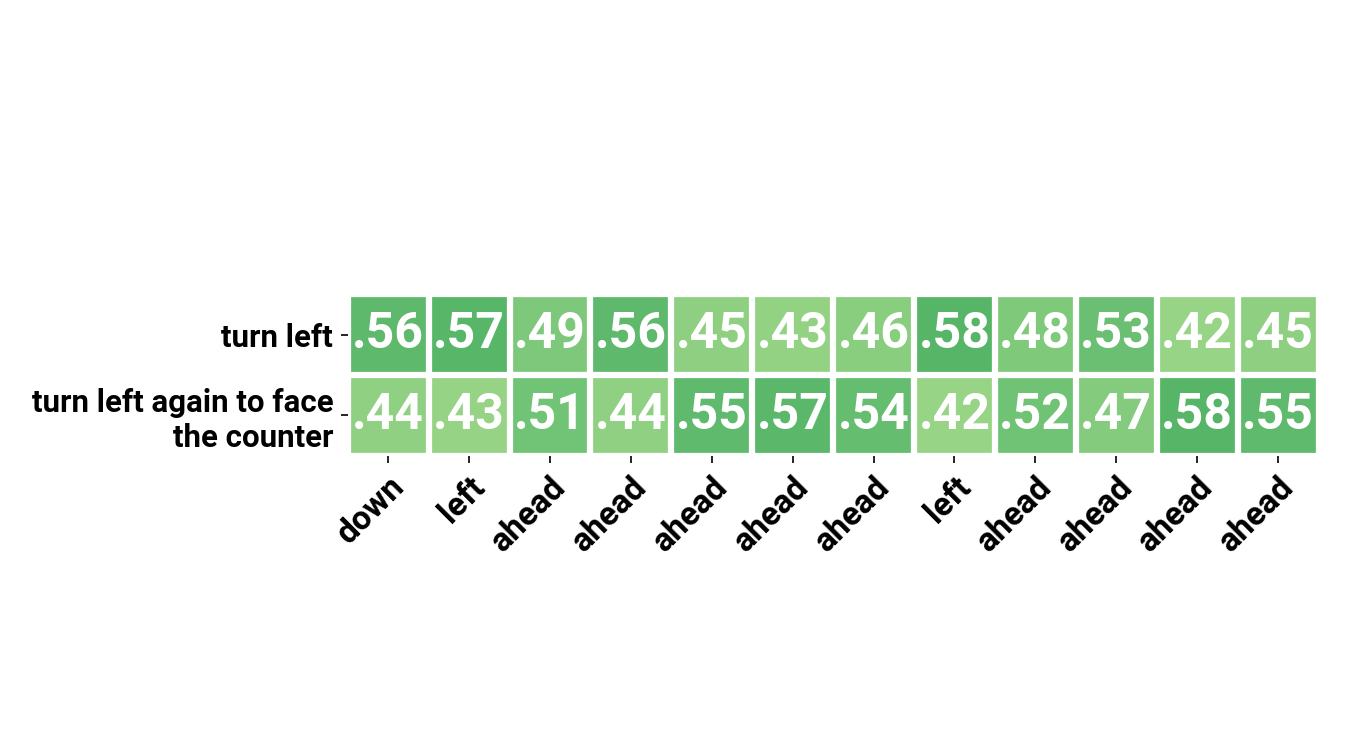 turn left .56 .57 .49 .56 .45 .43 .46 .58 .48 .53 .42 .45
turn left again to face
the counter .44 .43 .51 .44 .55 .57 .54 .42 .52 .47 .58 .55
down left ahead ahead ahead ahead ahead left ahead ahead ahead ahead